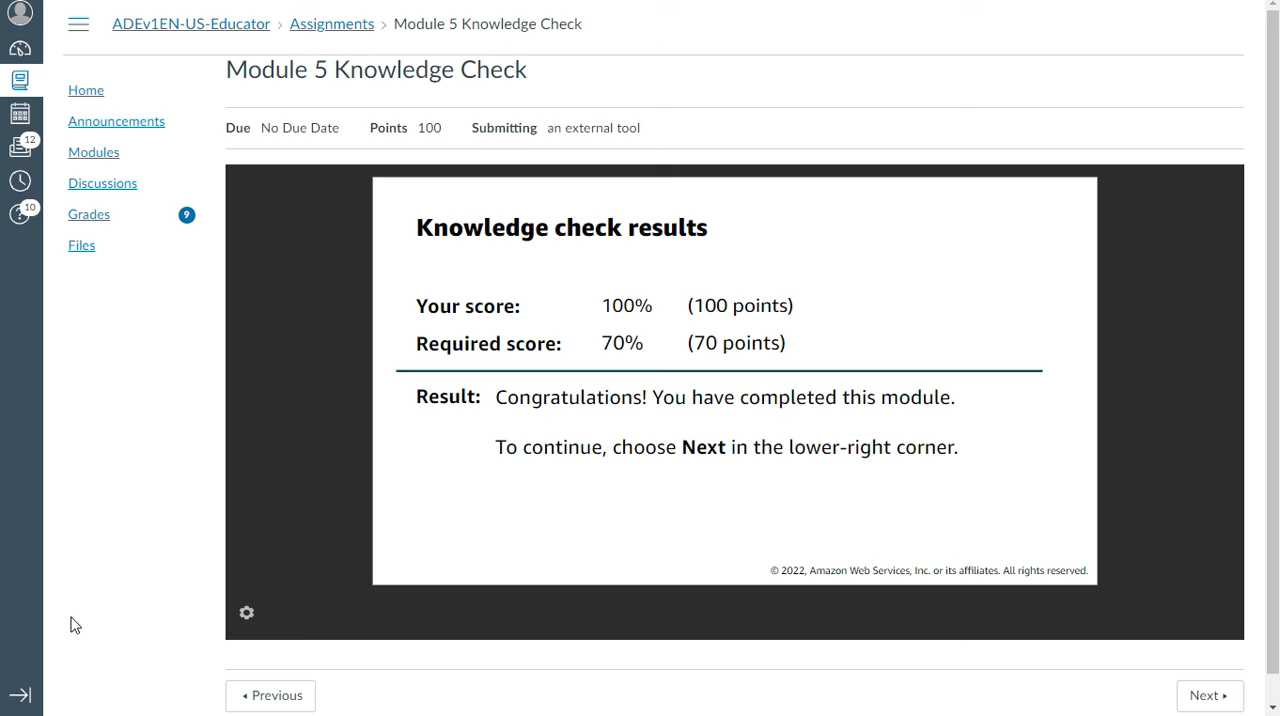 ADEv1EN-US-Educator › Assignments › Module 5 Knowledge Check
Module 5 Knowledge Check
Home
Announcements
Modules
Discussions
Grades 9
Files
12
10
Due No Due Date Points 100 Submitting an external tool
Knowledge check results
Your score: 100% (100 points)
Required score: 70% (70 points)
Result: Congratulations! You have completed this module.
To continue, choose Next in the lower-right corner.
© 2022, Amazon Web Services, Inc. or its affiliates. All rights reserved.
Previous
Next